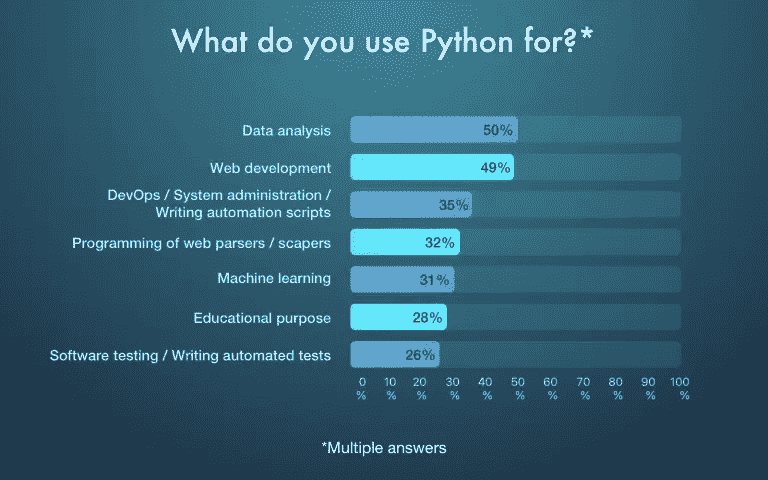 What do you use Python for?*
Data analysis
50%
Web development
49%
DevOps / System administration /
Writing automation scripts
35%
Programming of web parsers / scapers
32%
Machine learning
31%
Educational purpose
28%
Software testing / Writing automated tests
26%
0 10 20 30 40 50 60 70 80 90 100
% % % % % % % % % % %
*Multiple answers